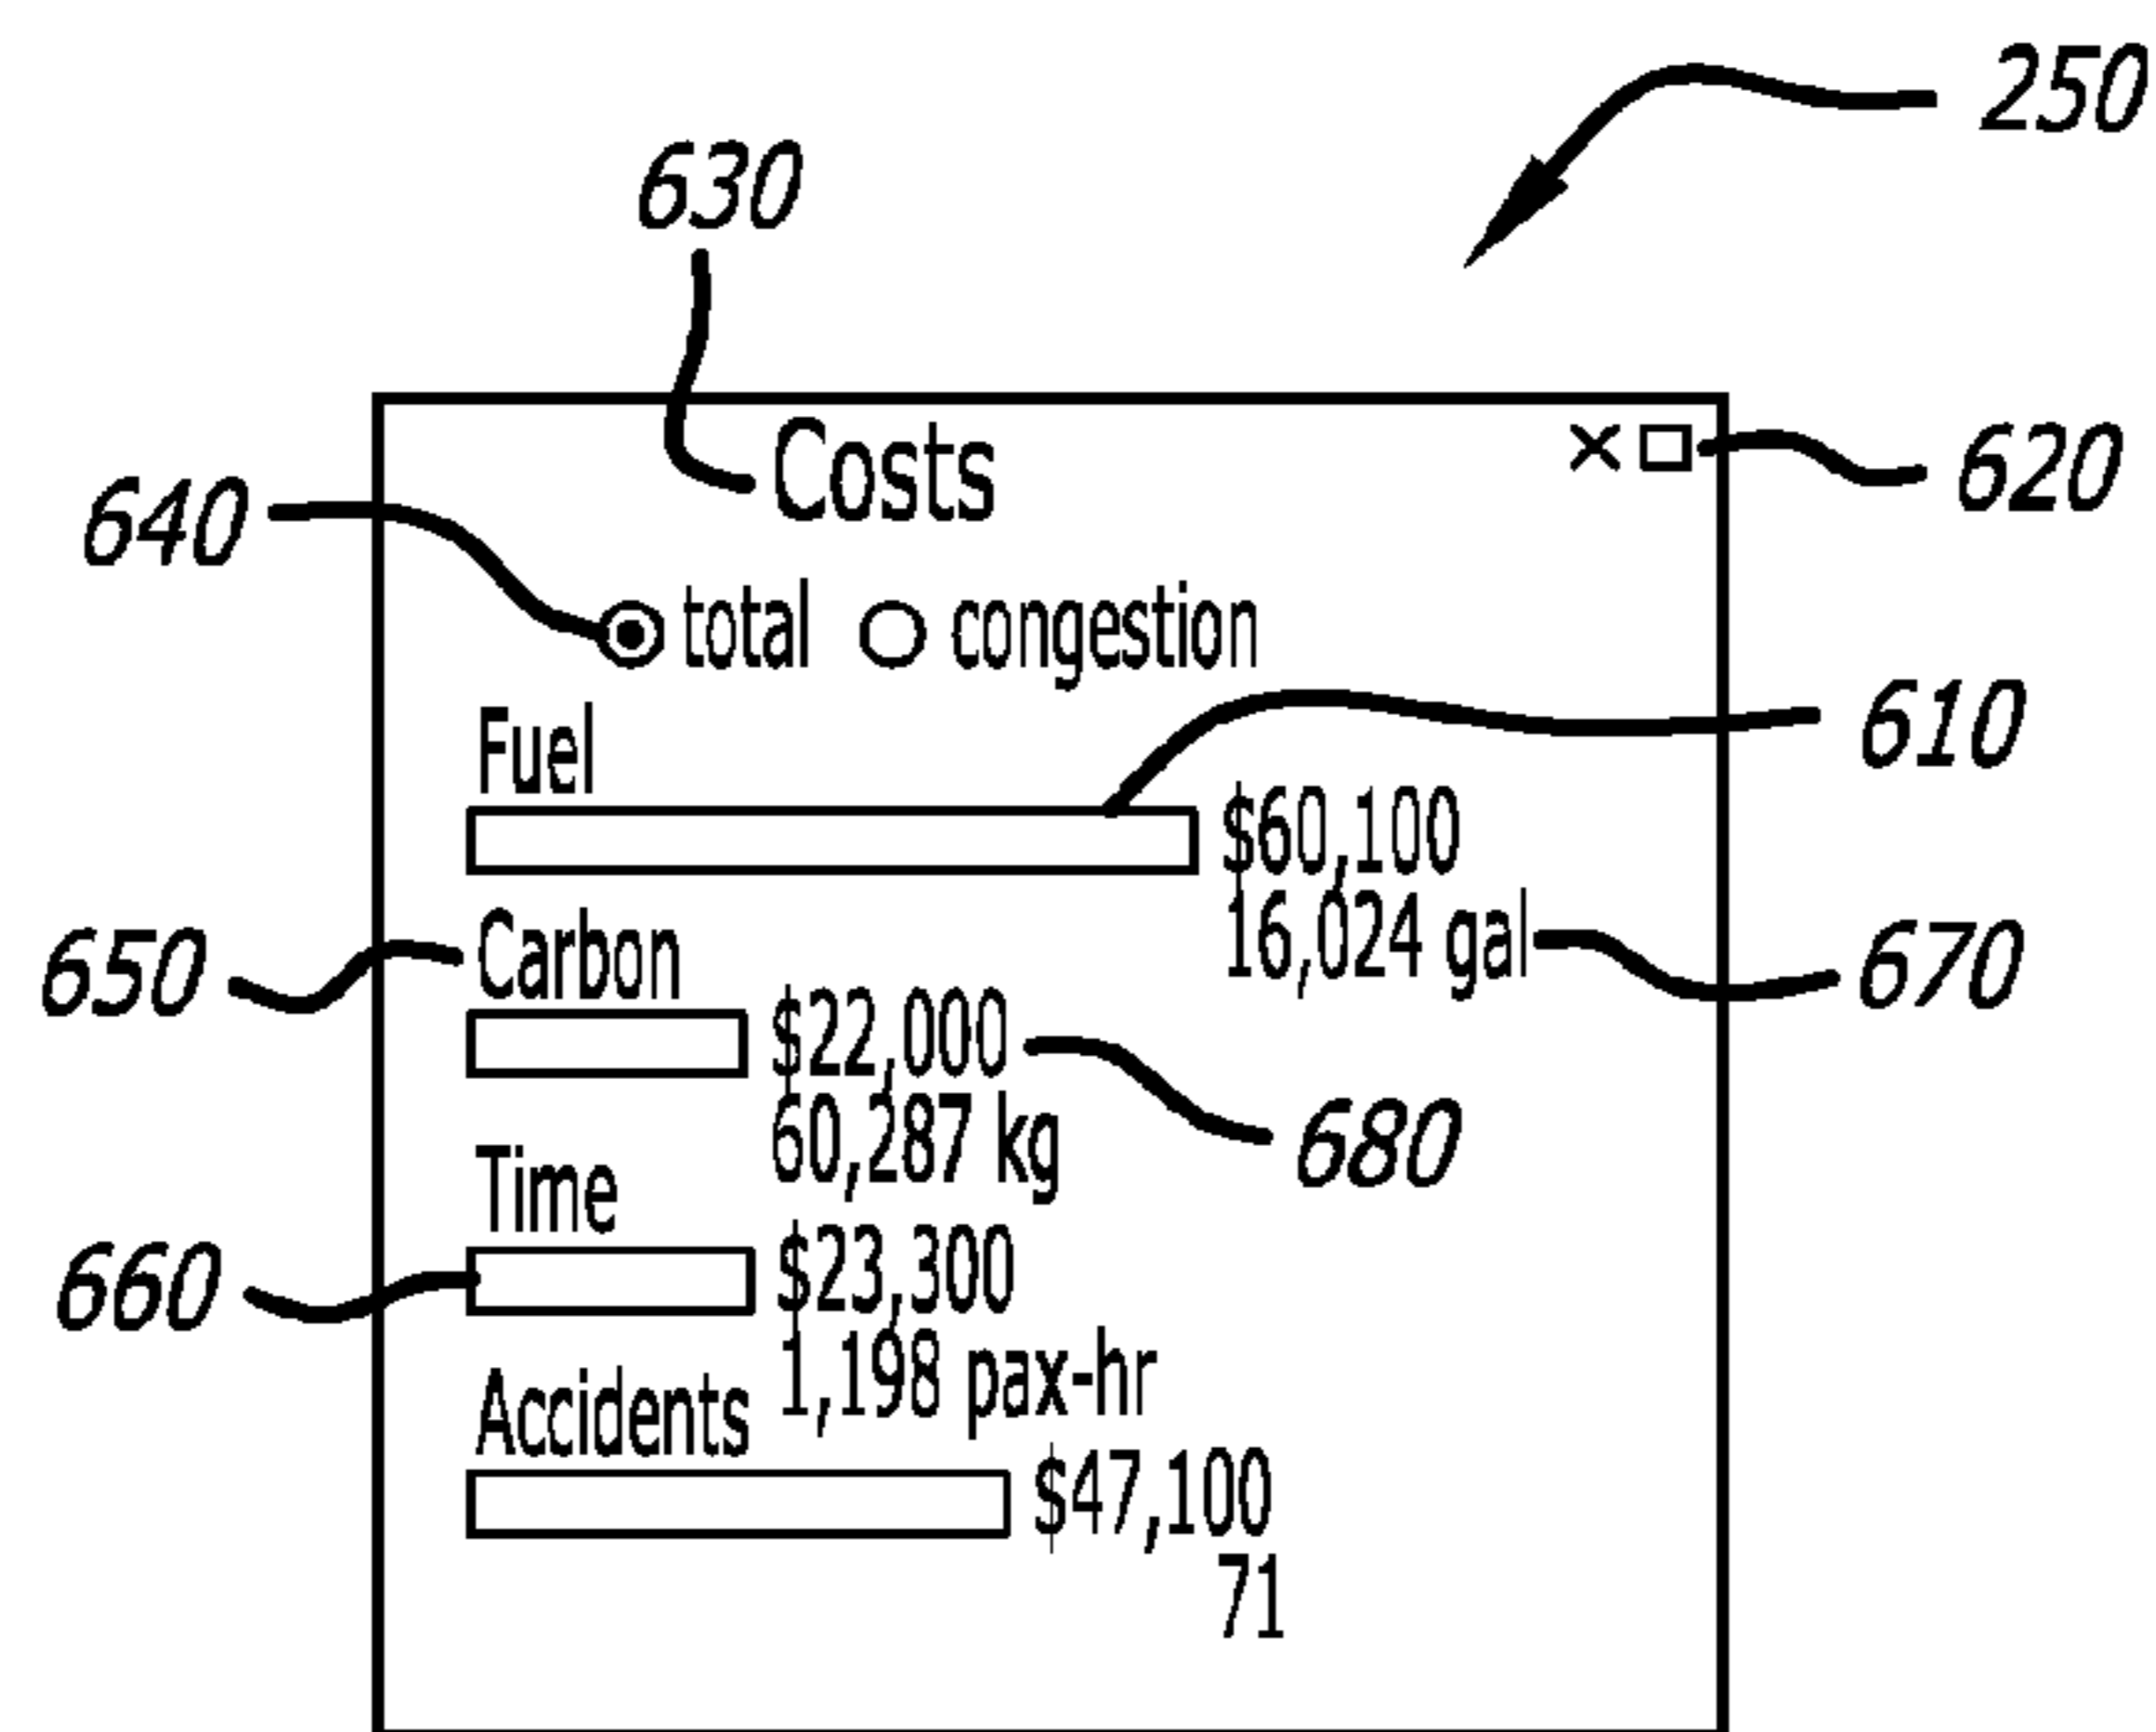 250
630
Costs
620
640
total congestion
610
Fuel
$60,100
16,024 gal
670
650
Carbon
$22,000
60,287 kg
680
Time
660
$23,300
1,198 pax-hr
Accidents
$47,100
71